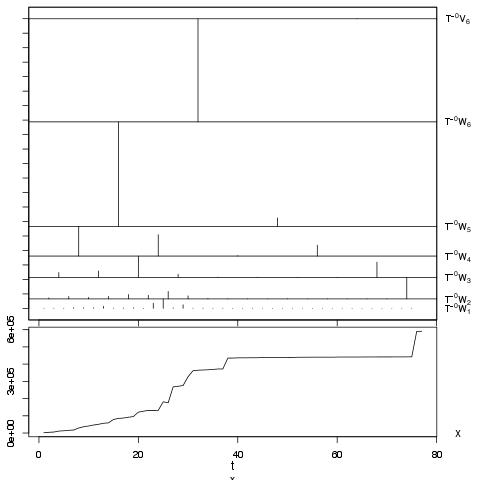 T⁻⁰V₆
T⁻⁰W₆
T⁻⁰W₅
T⁻⁰W₄
T⁻⁰W₃
T⁻⁰W₂
T⁻⁰W₁
6e+05
3e+05
0e+00
X
0 20 40 60 80
t
x